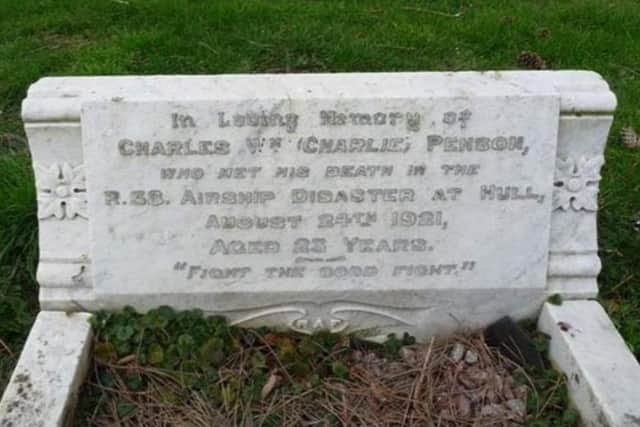 In Loving Memory of
CHARLES Wᴹ (CHARLIE) PENSON,
WHO MET HIS DEATH IN THE
R.38. AIRSHIP DISASTER AT HULL,
AUGUST 24TH 1921,
AGED 25 YEARS.
"FIGHT THE GOOD FIGHT."